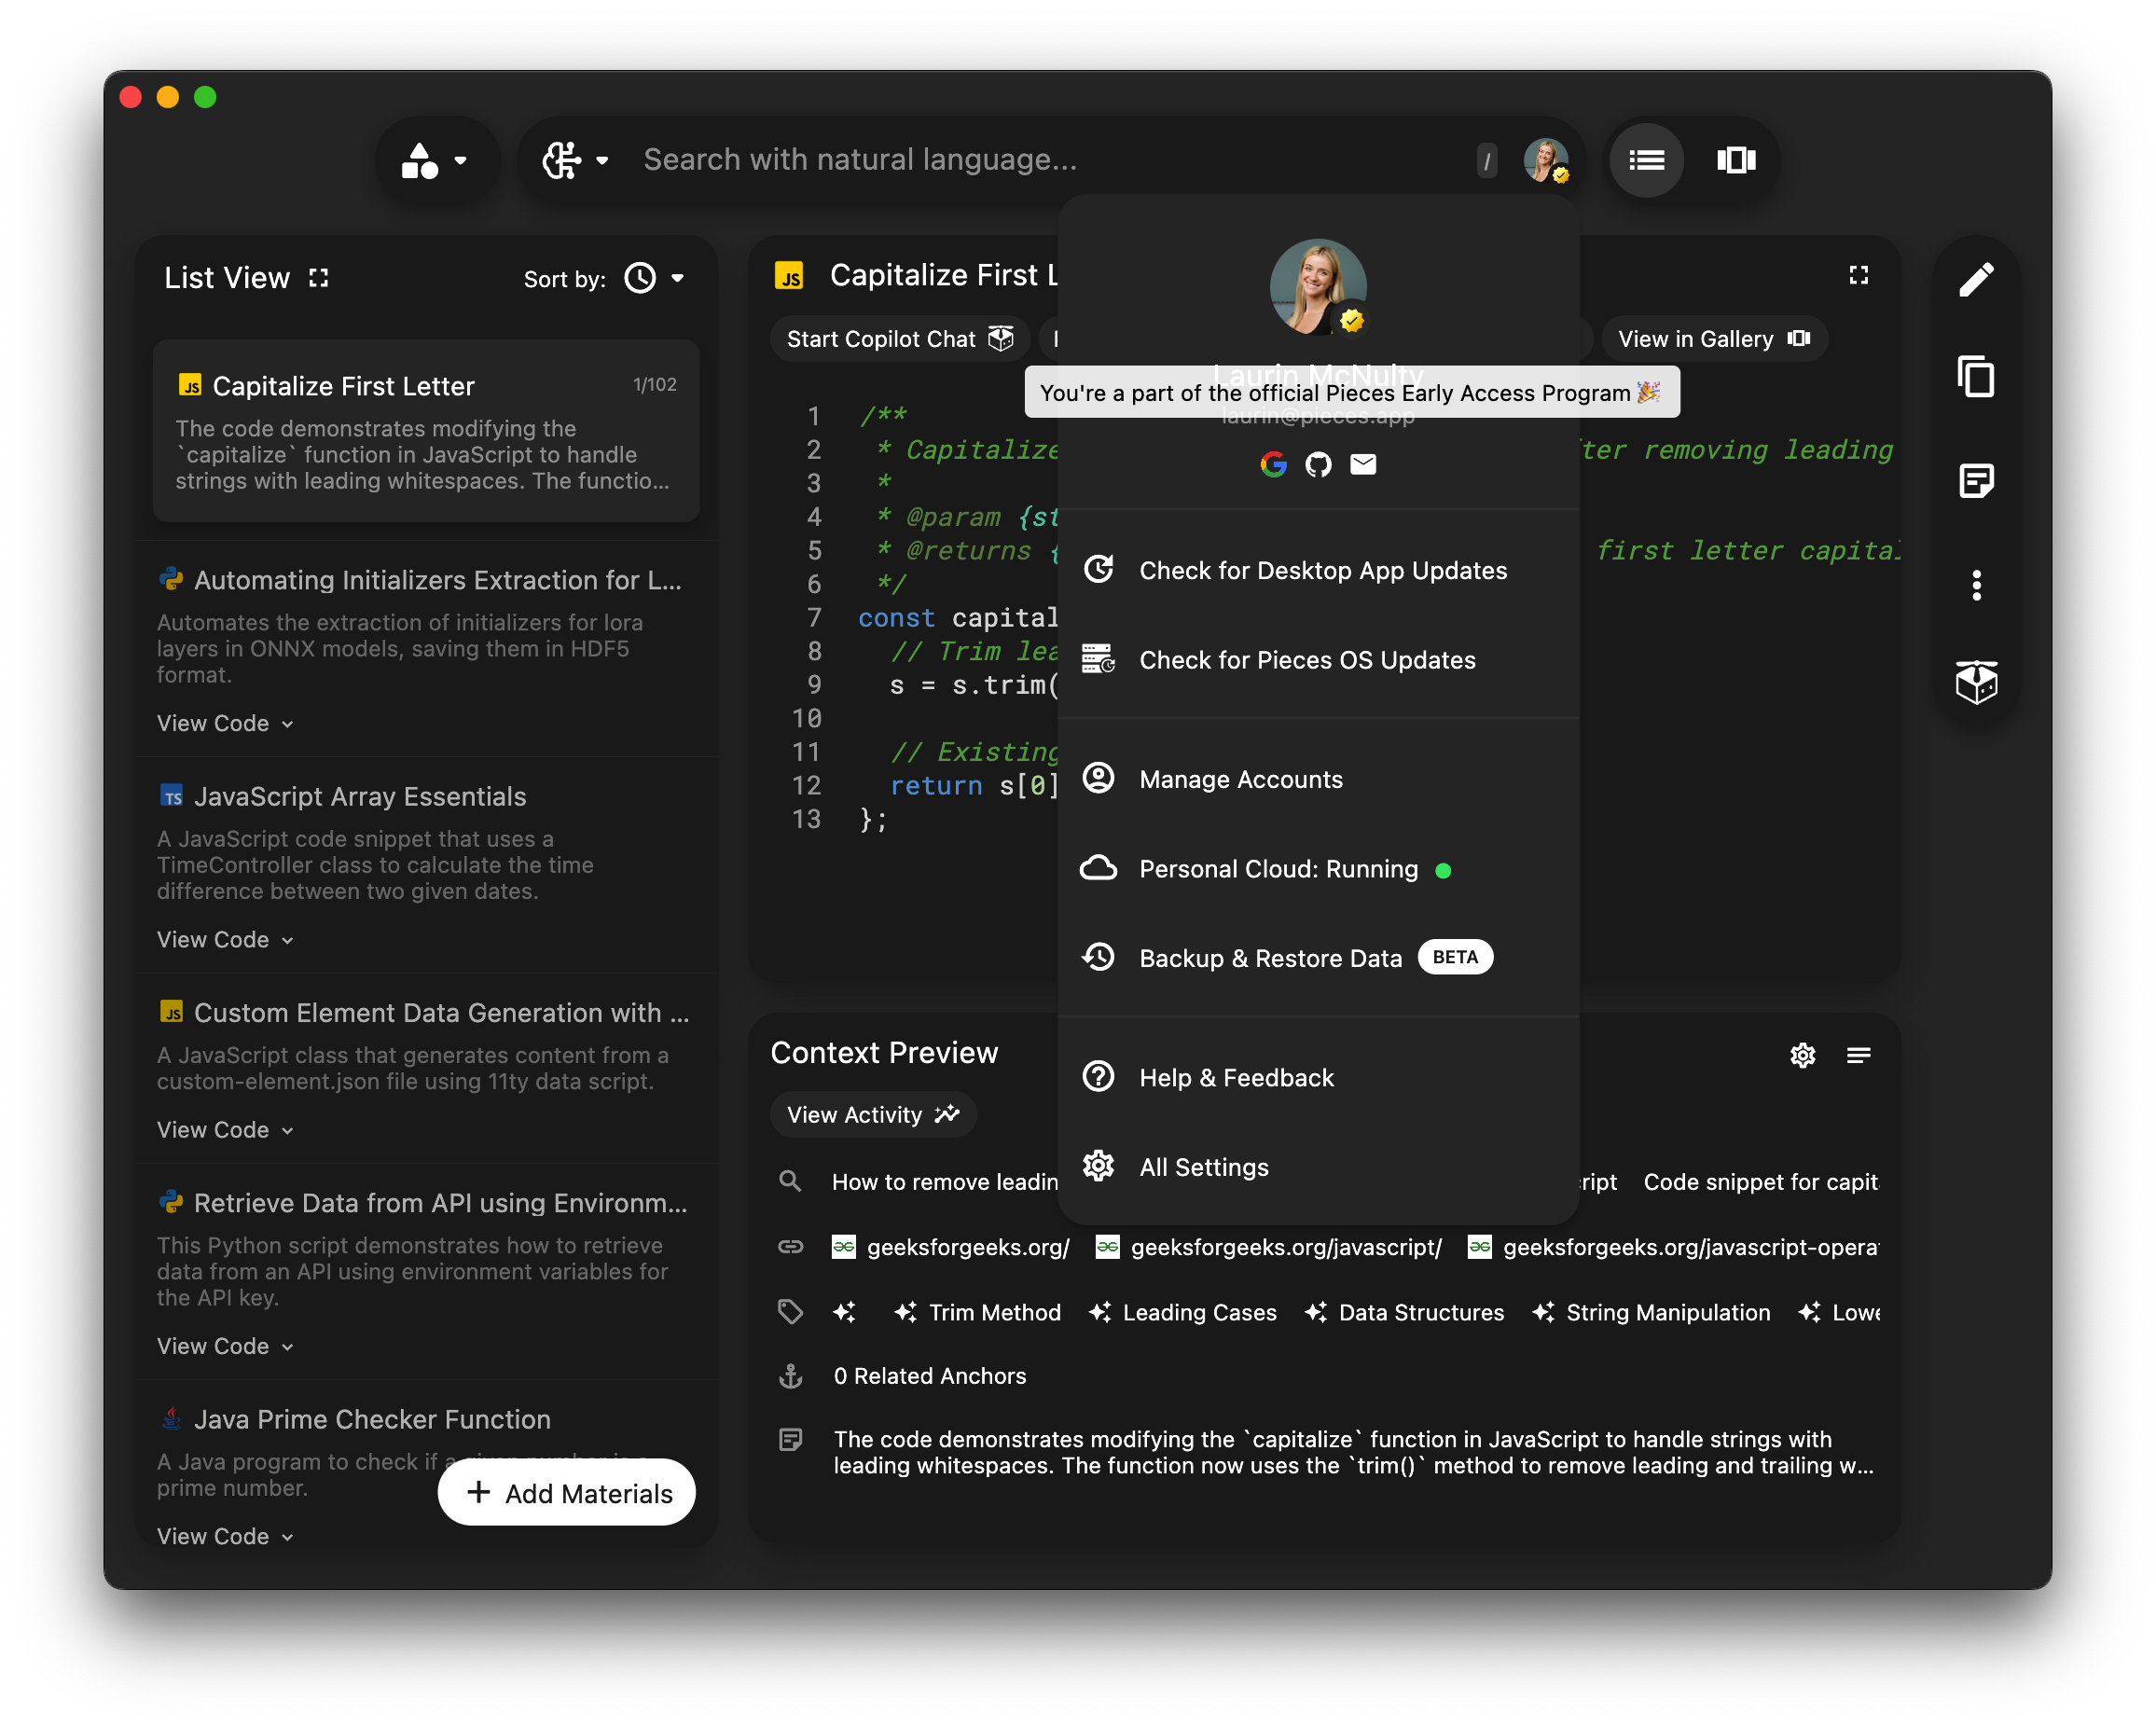 Search with natural language...
/
List View
Sort by:
JS Capitalize First Letter
1/102
The code demonstrates modifying the
`capitalize` function in JavaScript to handle
strings with leading whitespaces. The functio...
Automating Initializers Extraction for L...
Automates the extraction of initializers for lora
layers in ONNX models, saving them in HDF5
format.
View Code
TS JavaScript Array Essentials
A JavaScript code snippet that uses a
TimeController class to calculate the time
difference between two given dates.
View Code
JS Custom Element Data Generation with ...
A JavaScript class that generates content from a
custom-element.json file using 11ty data script.
View Code
Retrieve Data from API using Environm...
This Python script demonstrates how to retrieve
data from an API using environment variables for
the API key.
View Code
Java Prime Checker Function
A Java program to check if a given number is a
prime number.
View Code
+ Add Materials
JS Capitalize First L
Start Copilot Chat
View in Gallery
1 /**
2 * Capitalize ter removing leading
3 *
4 * @param {st
5 * @returns { first letter capital
6 */
7 const capital
8 // Trim lea
9 s = s.trim(
10
11 // Existing
12 return s[0]
13 };
Laurin McNulty
You're a part of the official Pieces Early Access Program 🎉
laurin@pieces.app
Check for Desktop App Updates
Check for Pieces OS Updates
Manage Accounts
Personal Cloud: Running
Backup & Restore Data BETA
Help & Feedback
All Settings
Context Preview
View Activity
How to remove leadin ript Code snippet for capit
geeksforgeeks.org/ geeksforgeeks.org/javascript/ geeksforgeeks.org/javascript-opera
Trim Method Leading Cases Data Structures String Manipulation Lowe
0 Related Anchors
The code demonstrates modifying the `capitalize` function in JavaScript to handle strings with
leading whitespaces. The function now uses the `trim()` method to remove leading and trailing w...